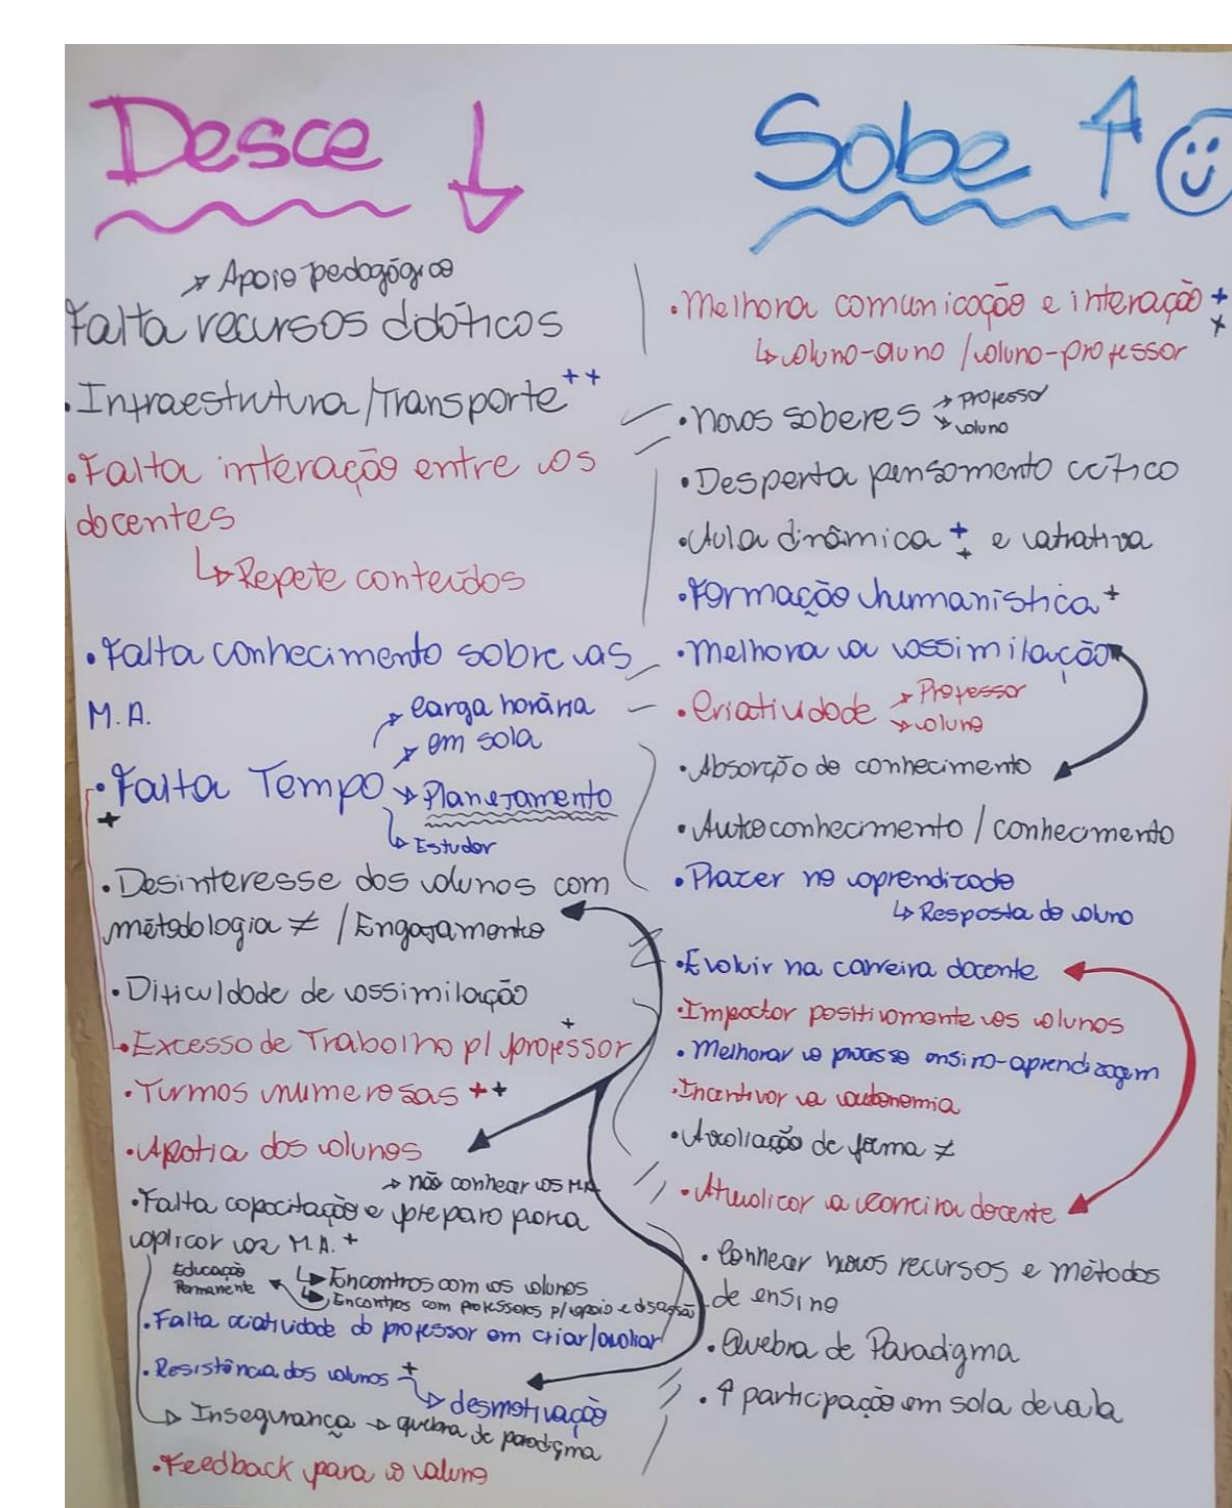 Desce ↓
→ Apoio pedagógico
Falta recursos didáticos
• Infraestrutura/Transporte ++
• Falta interação entre os
docentes
↳ Repete conteúdos
• Falta conhecimento sobre as
M.A.
→ Carga horária
→ em sala
• Falta Tempo → Planejamento
+
↳ Estudar
• Desinteresse dos alunos com
metodologia ≠ / Engajamento
• Dificuldade de assimilação
• Excesso de Trabalho p/ professor +
• Turmas numerosas ++
• Apatia dos alunos
→ não conhecer as M.A.
• Falta capacitação e preparo para
aplicar as M.A. +
Educação
Permanente
↳ Encontros com os alunos
↳ Encontros com professores p/ apoio e discussão
• Falta criatividade do professor em criar/avaliar
• Resistência dos alunos +
↳ desmotivação
→ Insegurança → quebra de paradigma
• Feedback para o aluno
Sobe ↑
• Melhora comunicação e interação ++
↳ aluno-aluno / aluno-professor
• Novos saberes → professor
→ aluno
• Desperta pensamento crítico
• Aula dinâmica ++ e atrativa
• Formação humanística +
• Melhora a assimilação
• Criatividade → Professor
→ aluno
• Absorção de conhecimento
• Autoconhecimento / conhecimento
• Prazer no aprendizado
↳ Resposta do aluno
• Evoluir na carreira docente
• Impactar positivamente os alunos
• Melhorar o processo ensino-aprendizagem
• Incentivar a autonomia
• Avaliação de forma ≠
• a carreira docente
• Conhecer novos recursos e métodos
de ensino
• Quebra de Paradigma
• ↑ participação em sala de aula